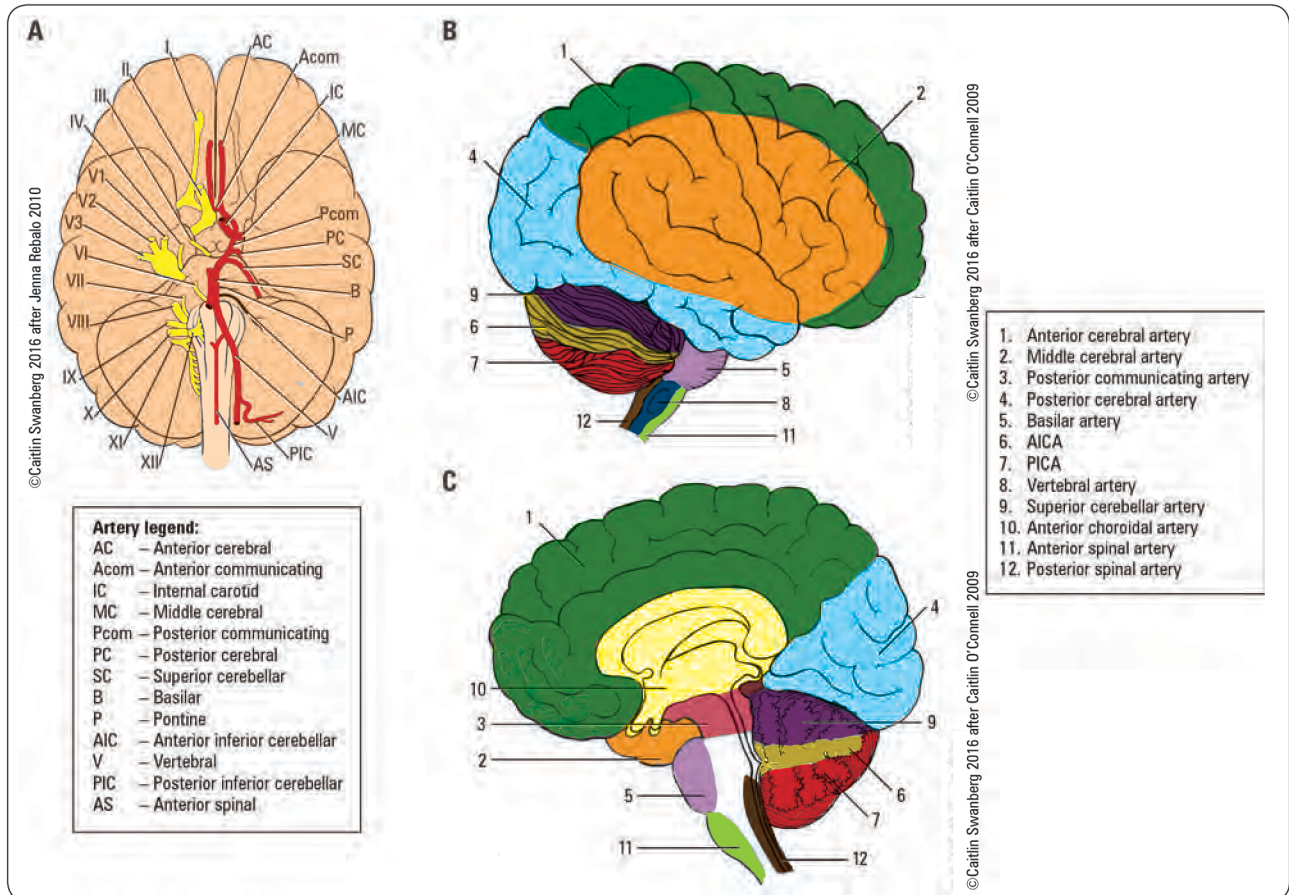 A
I
II
III
IV
V1
V2
V3
VI
VII
VIII
IX
X
XI
XII
AC
Acom
IC
MC
Pcom
PC
SC
B
P
AIC
V
PIC
AS
©Caitlin Swanberg 2016 after Jenna Rebalo 2010
Artery legend:
AC – Anterior cerebral
Acom – Anterior communicating
IC – Internal carotid
MC – Middle cerebral
Pcom – Posterior communicating
PC – Posterior cerebral
SC – Superior cerebellar
B – Basilar
P – Pontine
AIC – Anterior inferior cerebellar
V – Vertebral
PIC – Posterior inferior cerebellar
AS – Anterior spinal
B
1
2
4
9
6
7
5
8
12
11
©Caitlin Swanberg 2016 after Caitlin O'Connell 2009
C
1
4
10
3
2
9
5
6
7
11
12
©Caitlin Swanberg 2016 after Caitlin O'Connell 2009
1. Anterior cerebral artery
2. Middle cerebral artery
3. Posterior communicating artery
4. Posterior cerebral artery
5. Basilar artery
6. AICA
7. PICA
8. Vertebral artery
9. Superior cerebellar artery
10. Anterior choroidal artery
11. Anterior spinal artery
12. Posterior spinal artery